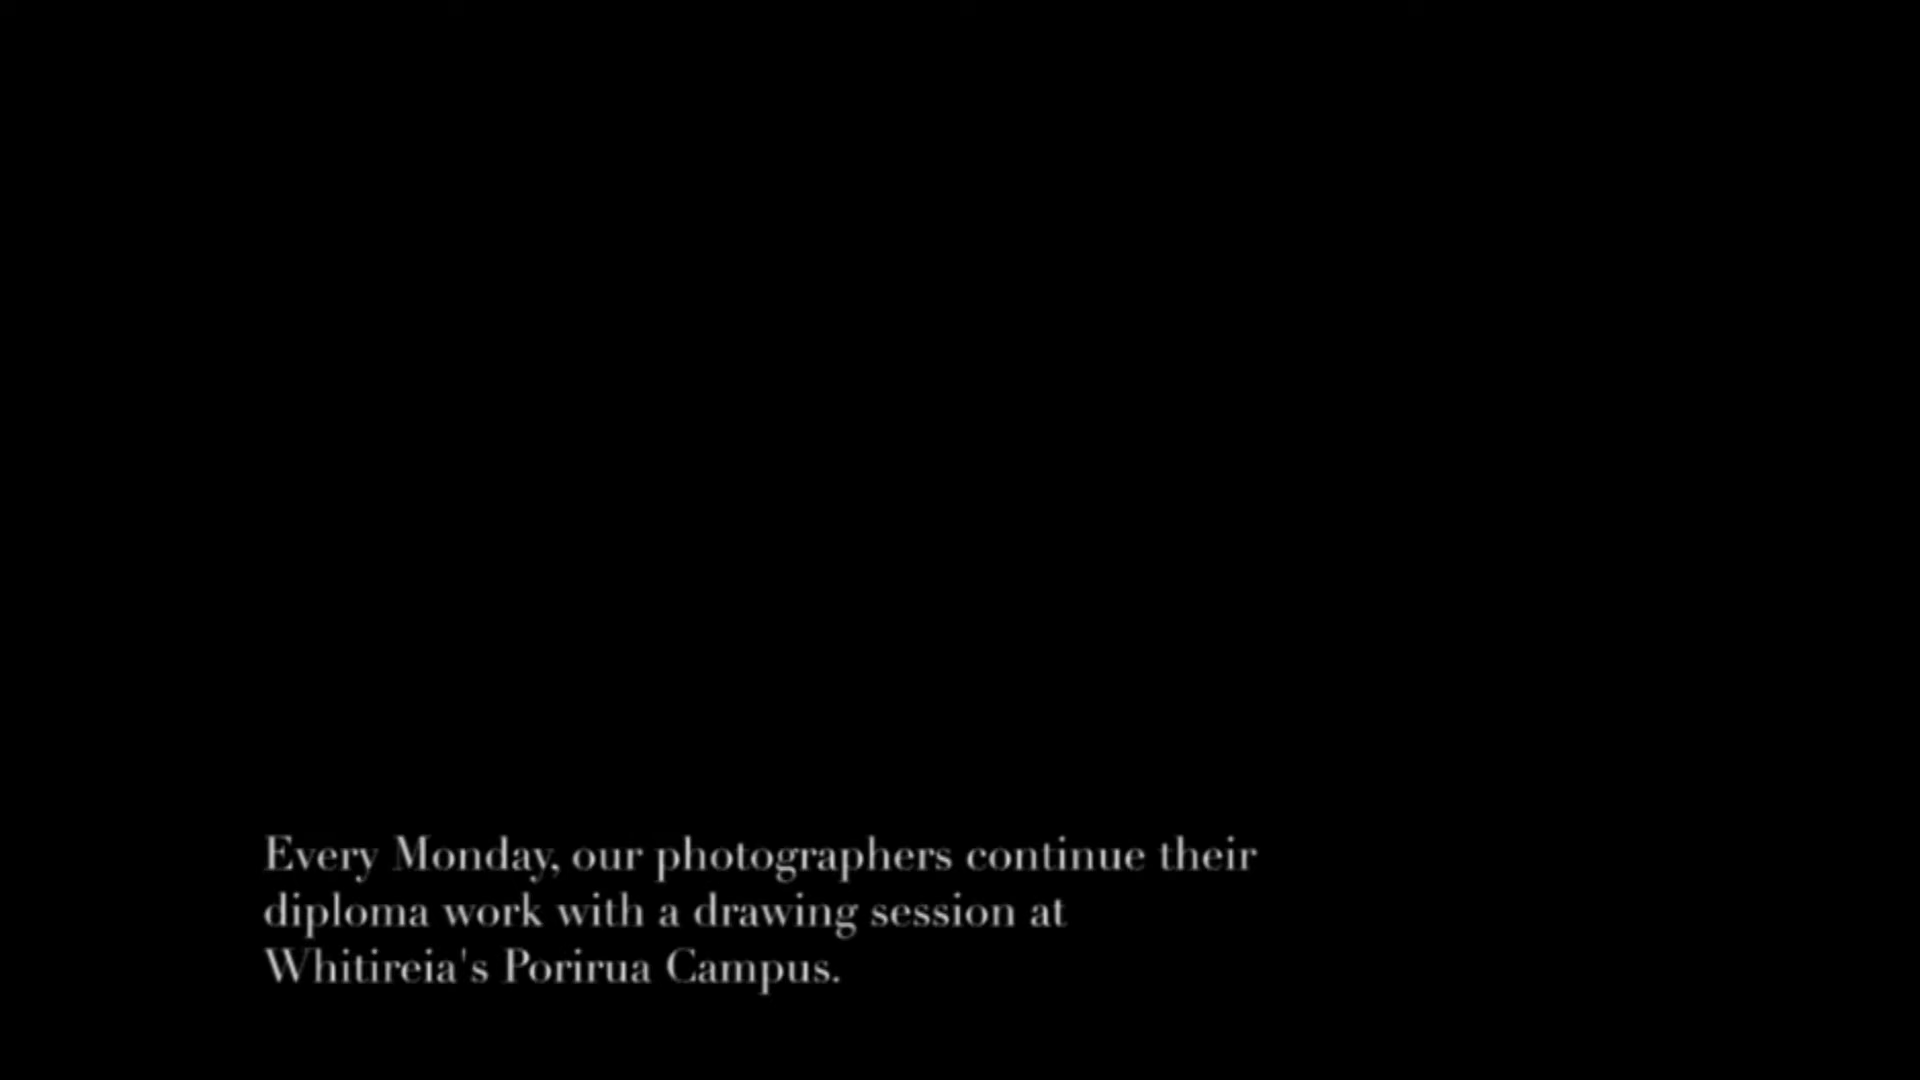 Every Monday, our photographers continue their
diploma work with a drawing session at
Whitireia's Porirua Campus.